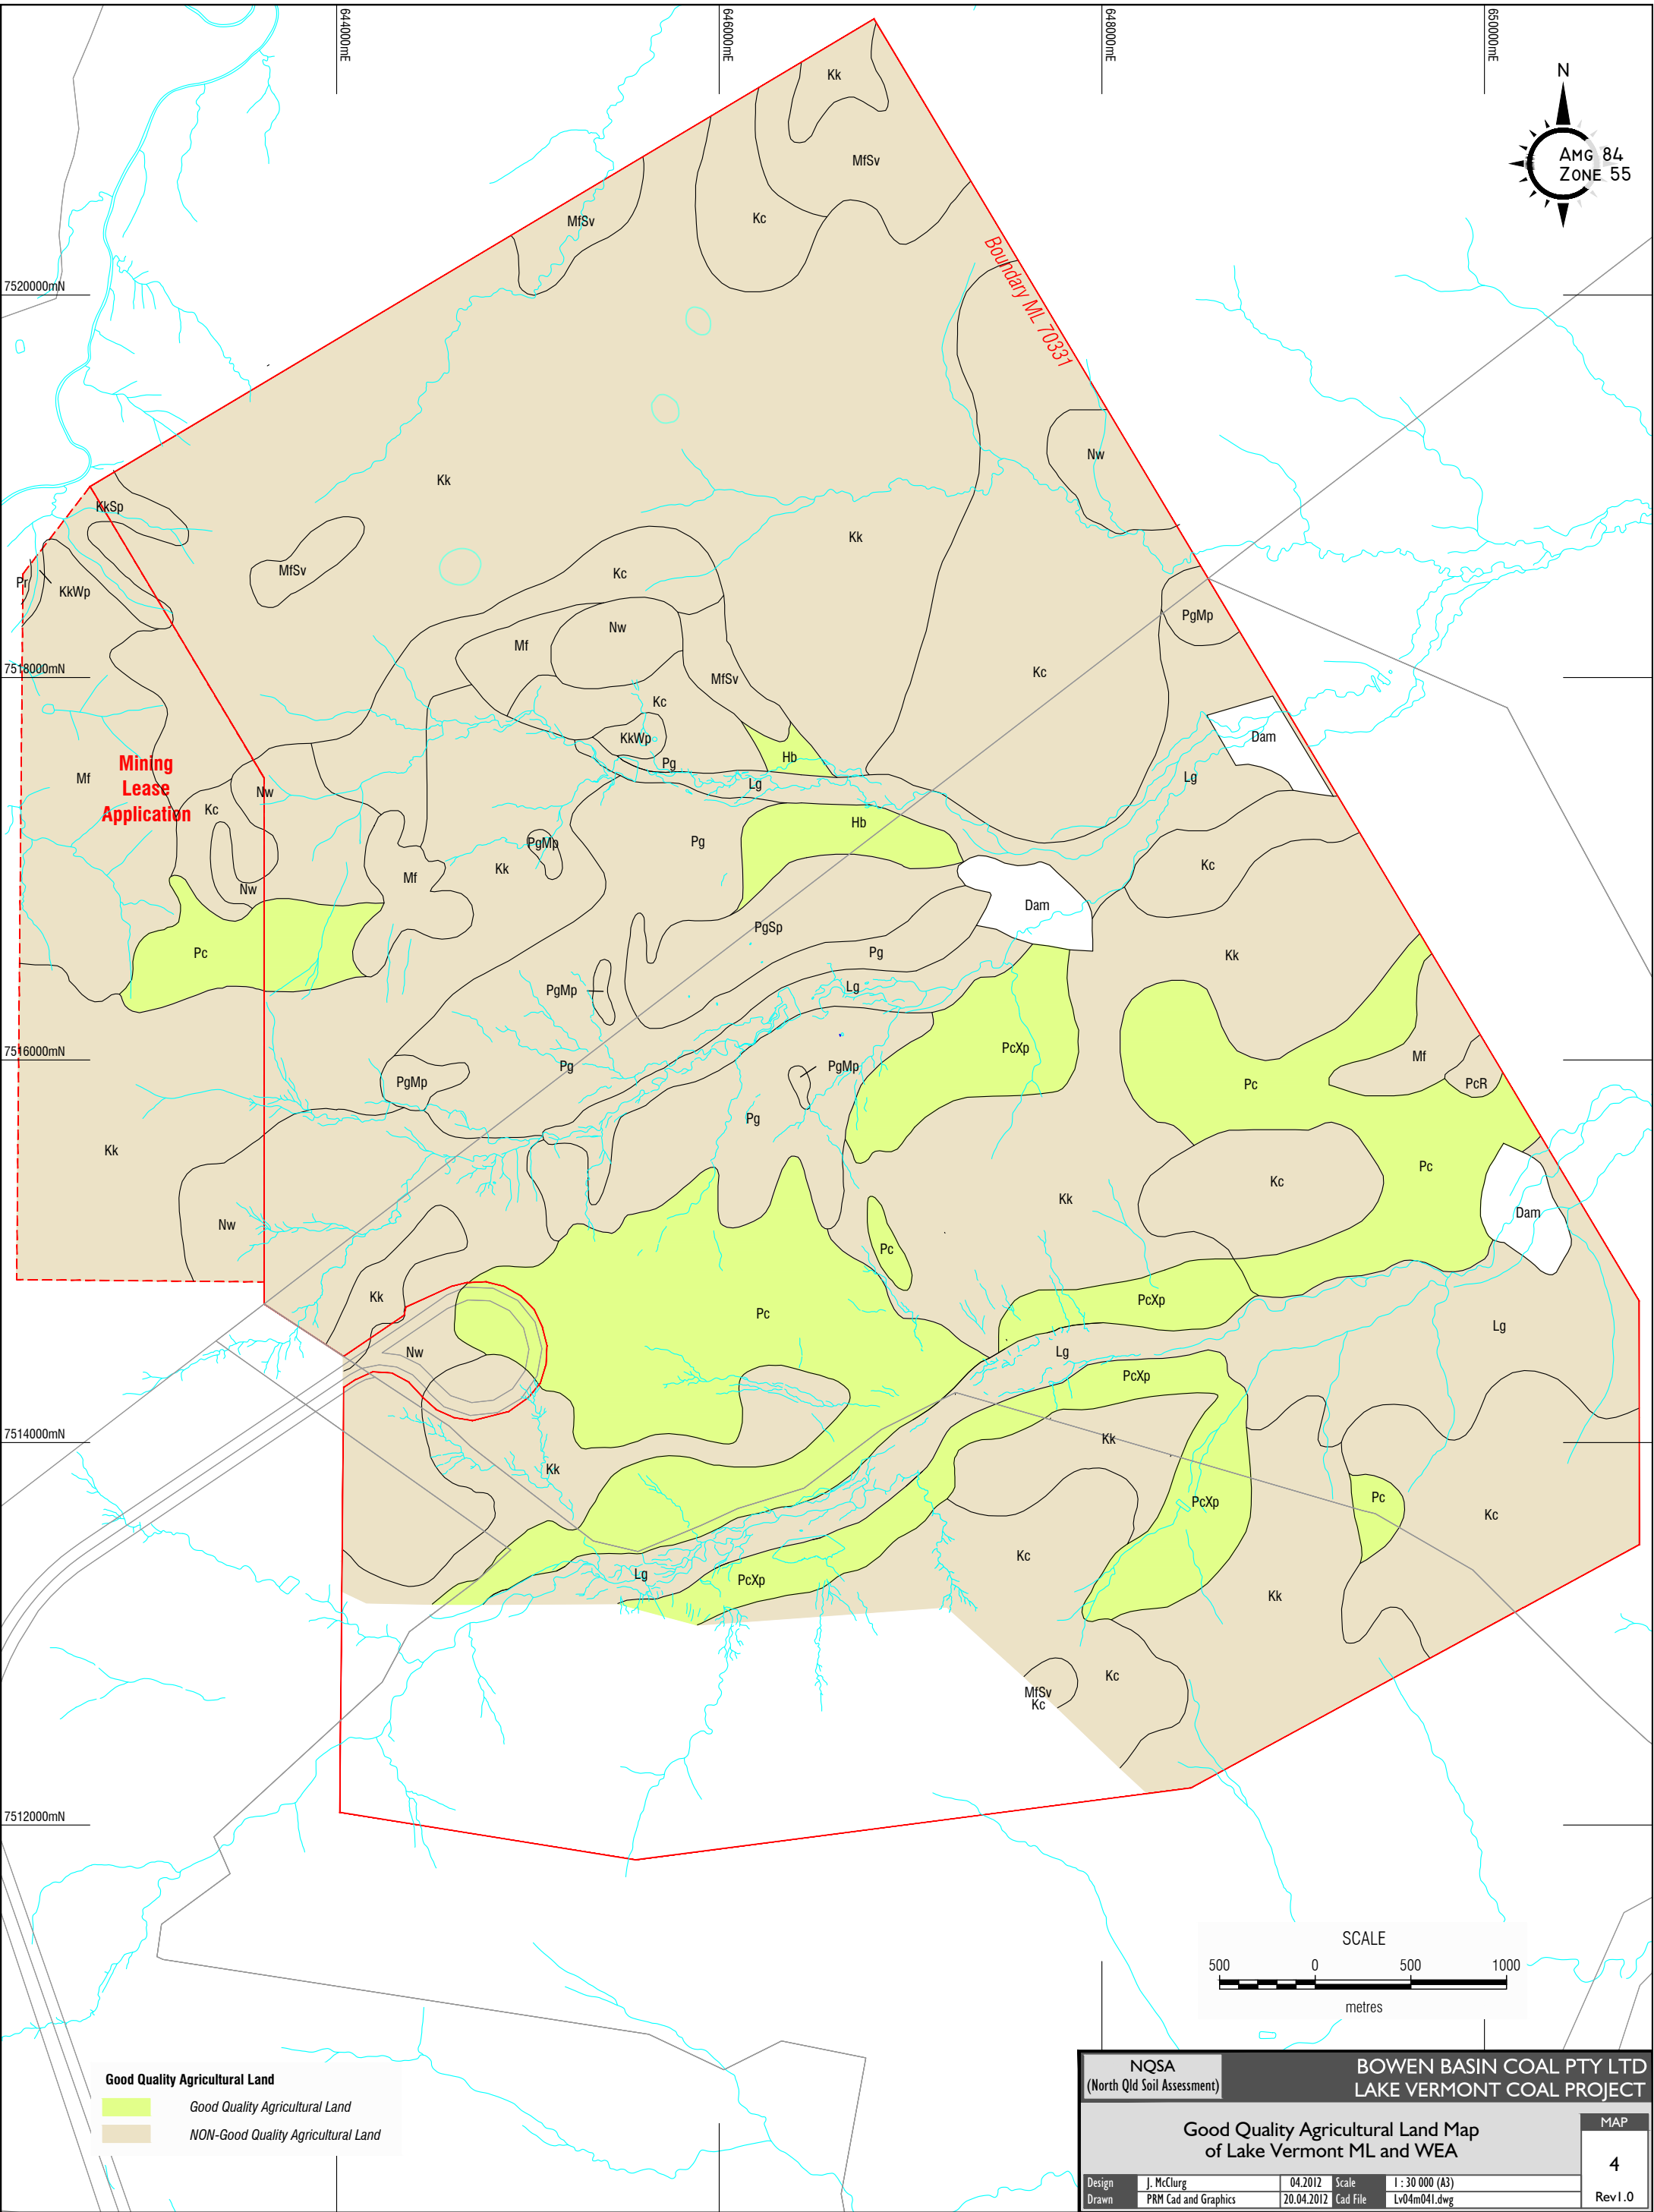 644000mE
646000mE
648000mE
650000mE
N
AMG 84
ZONE 55
Kk
MfSv
Kc
MfSv
Boundary ML 70331
7520000mN
Nw
Kk
KkSp
Kk
MfSv
Kc
Pr
KkWp
PgMp
Nw
Mf
7518000mN
MfSv
Kc
Kc
KkWp
Dam
Hb
Pg
Mining
Lease
Application
Mf
Lg
Lg
Nw
Kc
Hb
PgMp
Pg
Kk
Kc
Mf
Nw
Dam
PgSp
Pc
Pg
Kk
PgMp
Lg
PcXp
Mf
7516000mN
Pg
PgMp
PgMp
Pc
PcR
Pg
Kk
Pc
Kc
Kk
Dam
Nw
Pc
Kk
PcXp
Pc
Lg
Nw
Lg
PcXp
7514000mN
Kk
Kk
PcXp
Pc
Kc
Kc
Lg
PcXp
Kk
Kc
MfSv
Kc
7512000mN
SCALE
500 0 500 1000
metres
Good Quality Agricultural Land
Good Quality Agricultural Land
NON-Good Quality Agricultural Land
NQSA
(North Qld Soil Assessment)
BOWEN BASIN COAL PTY LTD
LAKE VERMONT COAL PROJECT
Good Quality Agricultural Land Map
of Lake Vermont ML and WEA
MAP
4
Rev1.0
Design J. McClurg 04.2012 Scale 1 : 30 000 (A3)
Drawn PRM Cad and Graphics 20.04.2012 Cad File Lv04m041.dwg